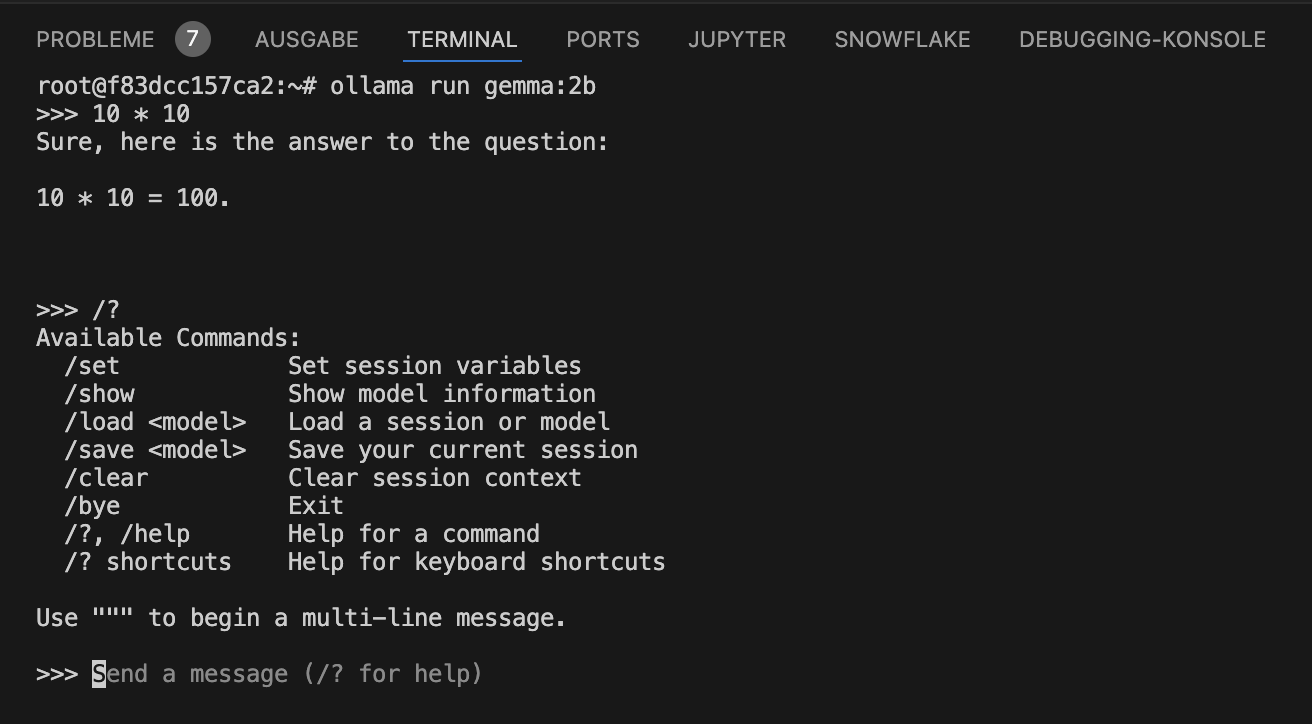 PROBLEME 7 AUSGABE TERMINAL PORTS JUPYTER SNOWFLAKE DEBUGGING-KONSOLE
root@f83dcc157ca2:~# ollama run gemma:2b
>>> 10 * 10
Sure, here is the answer to the question:
10 * 10 = 100.
>>> /?
Available Commands:
  /set            Set session variables
  /show           Show model information
  /load <model>   Load a session or model
  /save <model>   Save your current session
  /clear          Clear session context
  /bye            Exit
  /?, /help       Help for a command
  /? shortcuts    Help for keyboard shortcuts
Use """ to begin a multi-line message.
>>> Send a message (/? for help)